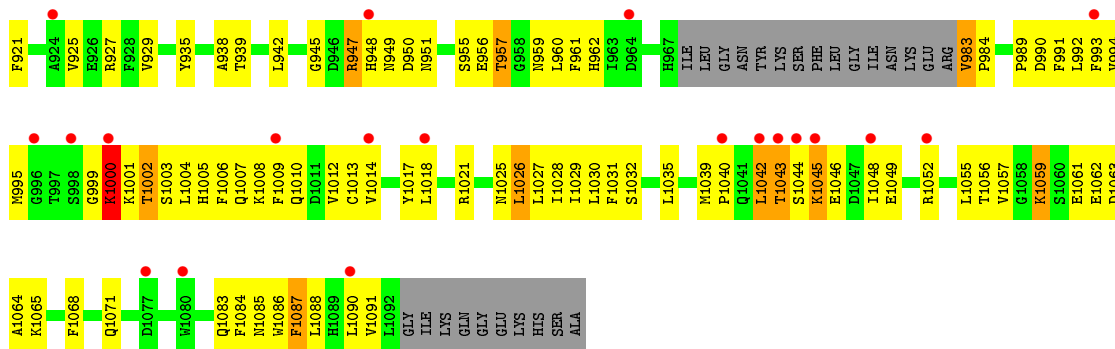 F921 A924 V925 E926 R927 F928 V929 Y935 A938 T939 L942 G945 D946 R947 H948 N949 D950 N951 S955 E956 T957 G958 N959 L960 F961 H962 I963 D964 H967 ILE LEU GLY ASN TYR LYS SER PHE LEU GLY ILE ASN LYS GLU ARG V983 P984 P989 D990 F991 L992 F993 V994
M995 G996 T997 S998 G999 K1000 K1001 T1002 S1003 L1004 H1005 F1006 Q1007 K1008 F1009 Q1010 D1011 V1012 C1013 V1014 Y1017 L1018 R1021 N1025 L1026 L1027 I1028 I1029 L1030 F1031 S1032 L1035 M1039 P1040 Q1041 L1042 T1043 S1044 K1045 E1046 D1047 I1048 E1049 R1052 L1055 T1056 V1057 G1058 K1059 S1060 E1061 E1062 D1063
A1064 K1065 F1068 Q1071 D1077 W1080 Q1083 F1084 N1085 W1086 F1087 L1088 H1089 L1090 V1091 L1092 GLY ILE LYS GLN GLY GLU LYS HIS SER ALA